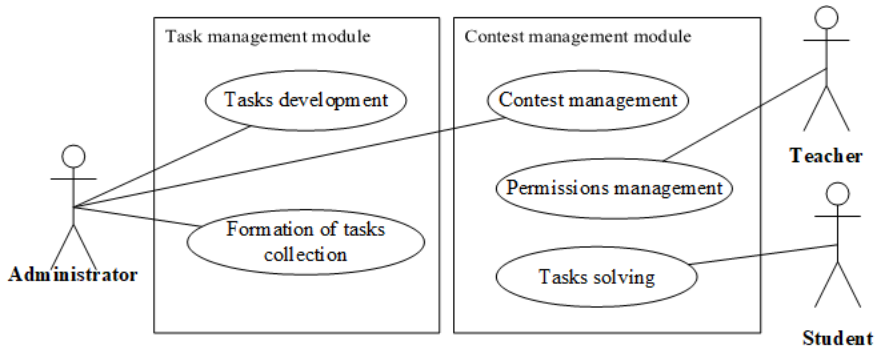 Task management module
Contest management module
Tasks development
Contest management
Teacher
Permissions management
Formation of tasks
collection
Administrator
Tasks solving
Student